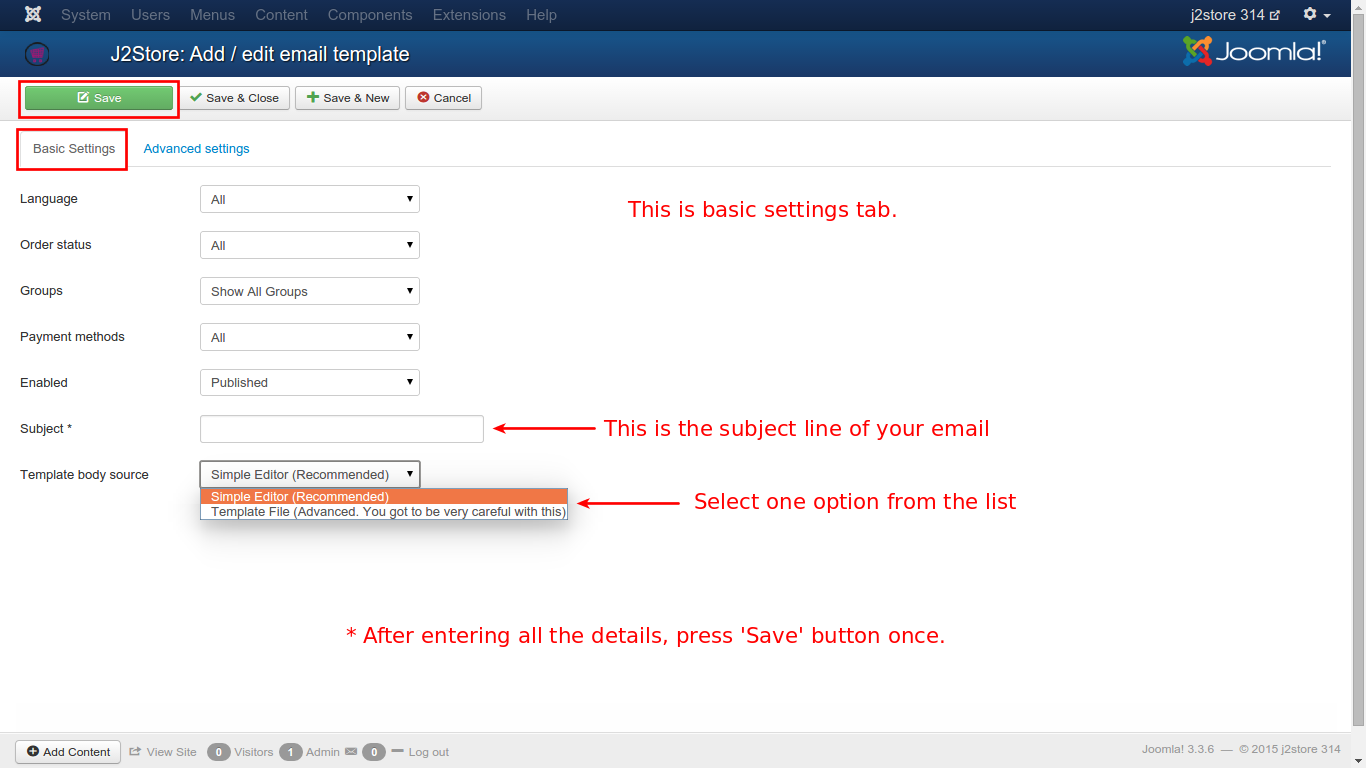 System Users Menus Content Components Extensions Help j2store 314
J2Store: Add / edit email template Joomla!®
Save Save & Close Save & New Cancel
Basic Settings Advanced settings
Language All
This is basic settings tab.
Order status All
Groups Show All Groups
Payment methods All
Enabled Published
Subject * This is the subject line of your email
Template body source Simple Editor (Recommended)
Simple Editor (Recommended)
Select one option from the list
Template File (Advanced. You got to be very careful with this)
* After entering all the details, press 'Save' button once.
Add Content View Site 0 Visitors 1 Admin 0 Log out Joomla! 3.3.6 — © 2015 j2store 314